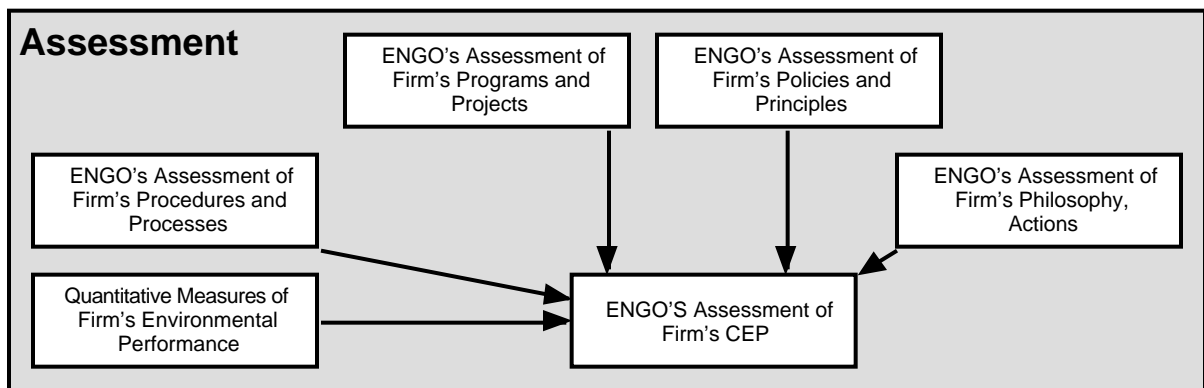 Assessment
ENGO’s Assessment of
Firm’s Programs and
Projects
ENGO’s Assessment of
Firm’s Policies and
Principles
ENGO’s Assessment of
Firm’s Procedures and
Processes
ENGO’s Assessment of
Firm’s Philosophy,
Actions
Quantitative Measures of
Firm’s Environmental
Performance
ENGO’S Assessment of
Firm’s CEP